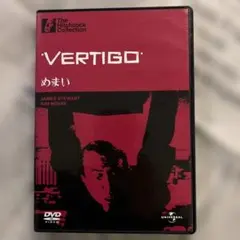 The
Hitchcock
Collection
'VERTIGO'
めまい
JAMES STEWART
KIM NOVAK
DVD
UNIVERSAL